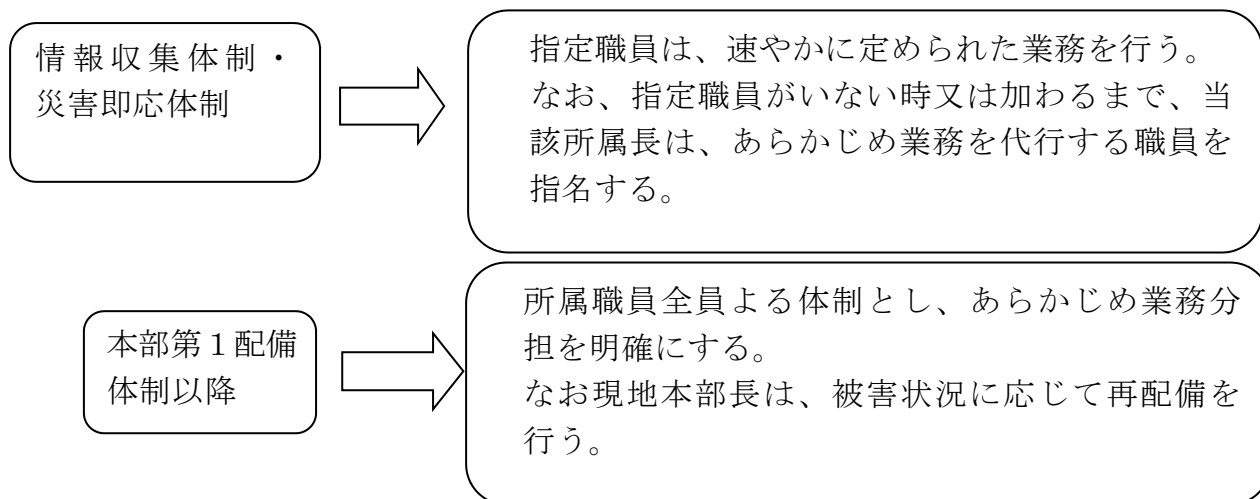 情報収集体制・
災害即応体制
指定職員は、速やかに定められた業務を行う。
なお、指定職員がいない時又は加わるまで、当
該所属長は、あらかじめ業務を代行する職員を
指名する。
本部第１配備
体制以降
所属職員全員よる体制とし、あらかじめ業務分
担を明確にする。
なお現地本部長は、被害状況に応じて再配備を
行う。